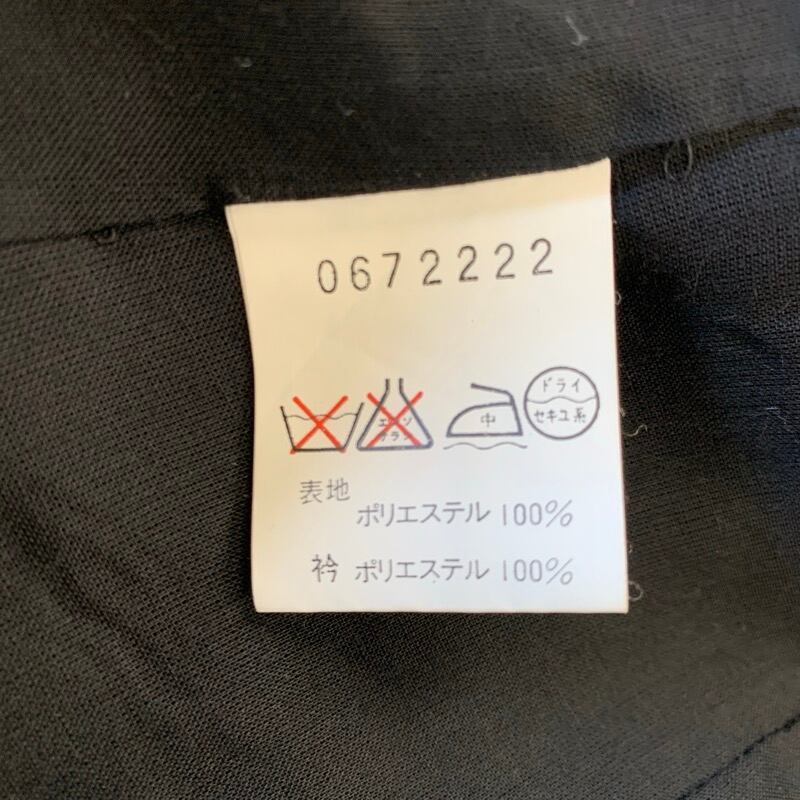 0672222
エンソ
サラシ
中
ドライ
セキユ系
表地 ポリエステル 100%
衿 ポリエステル 100%